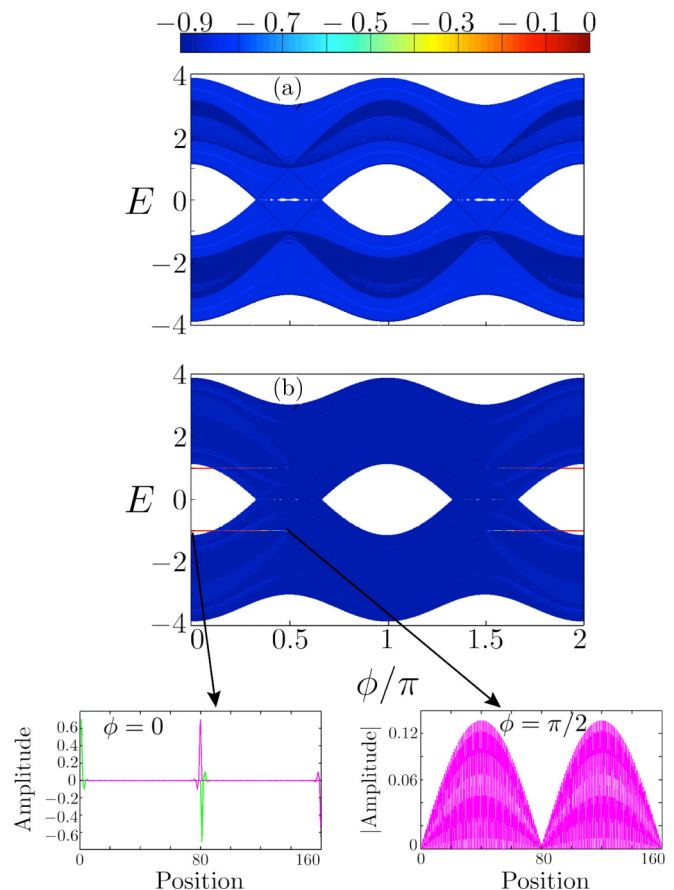 −0.9 −0.7 −0.5 −0.3 −0.1 0
(a)
4
2
E 0
−2
−4
(b)
4
2
E 0
−2
−4
0 0.5 1 1.5 2
ϕ/π
ϕ = 0
0.6
0.4
0.2
0
-0.2
-0.4
-0.6
Amplitude
0 80 160
Position
ϕ = π/2
0.12
0.06
0
|Amplitude|
0 80 160
Position